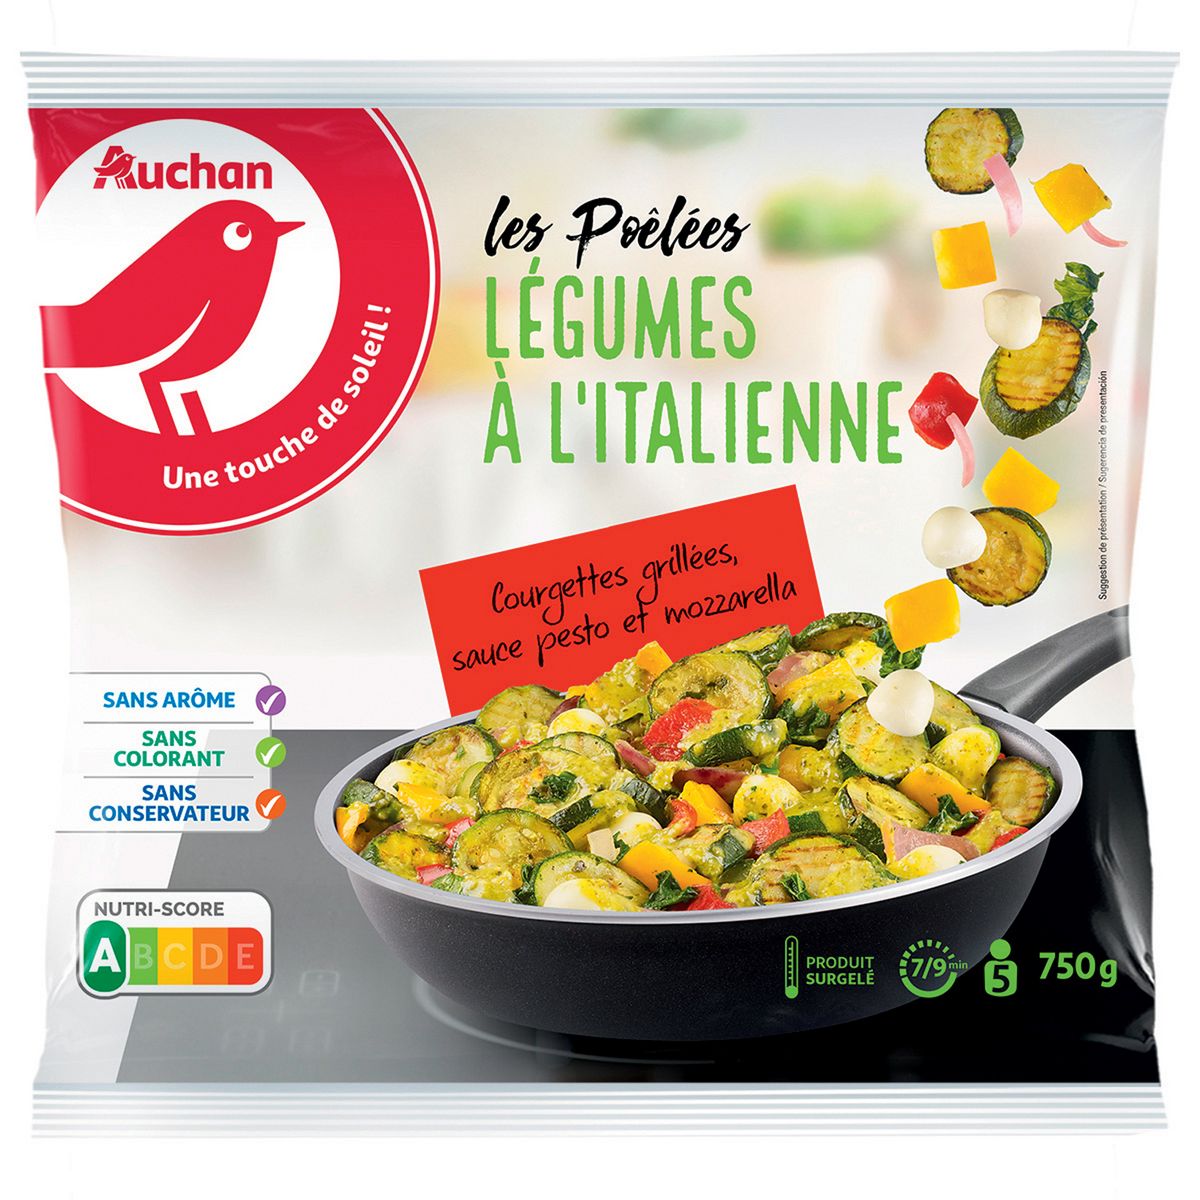 Auchan
Une touche de soleil !
les Poêlées
LÉGUMES
À L'ITALIENNE
Courgettes grillées,
sauce pesto et mozzarella
Suggestion de présentation / Sugerencia de presentación
SANS ARÔME
SANS
COLORANT
SANS
CONSERVATEUR
NUTRI-SCORE
A B C D E
PRODUIT
SURGELÉ
7/9 min
5
750g